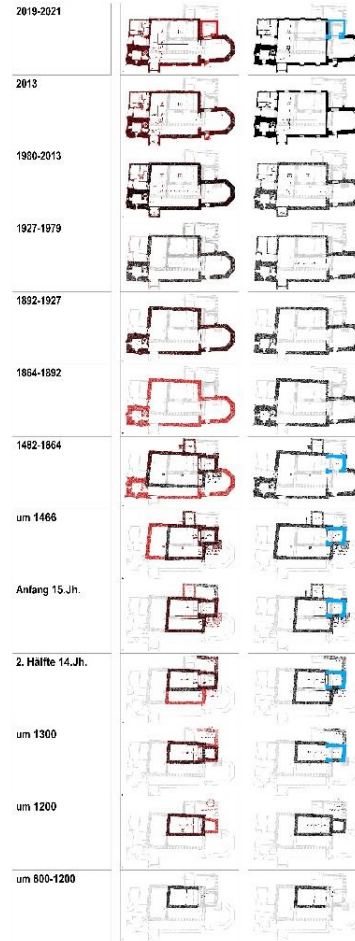 2019-2021
2013
1980-2013
1927-1979
1892-1927
1864-1892
1482-1864
um 1466
Anfang 15.Jh.
2. Hälfte 14.Jh.
um 1300
um 1200
um 800-1200